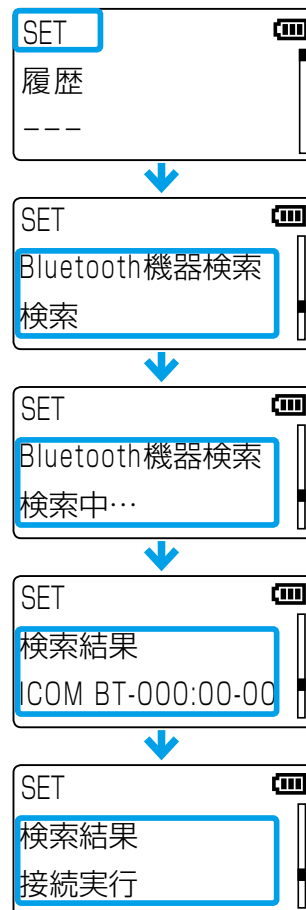 SET
履歴
---
SET
Bluetooth機器検索
検索
SET
Bluetooth機器検索
検索中…
SET
検索結果
ICOM BT-000:00-00
SET
検索結果
接続実行